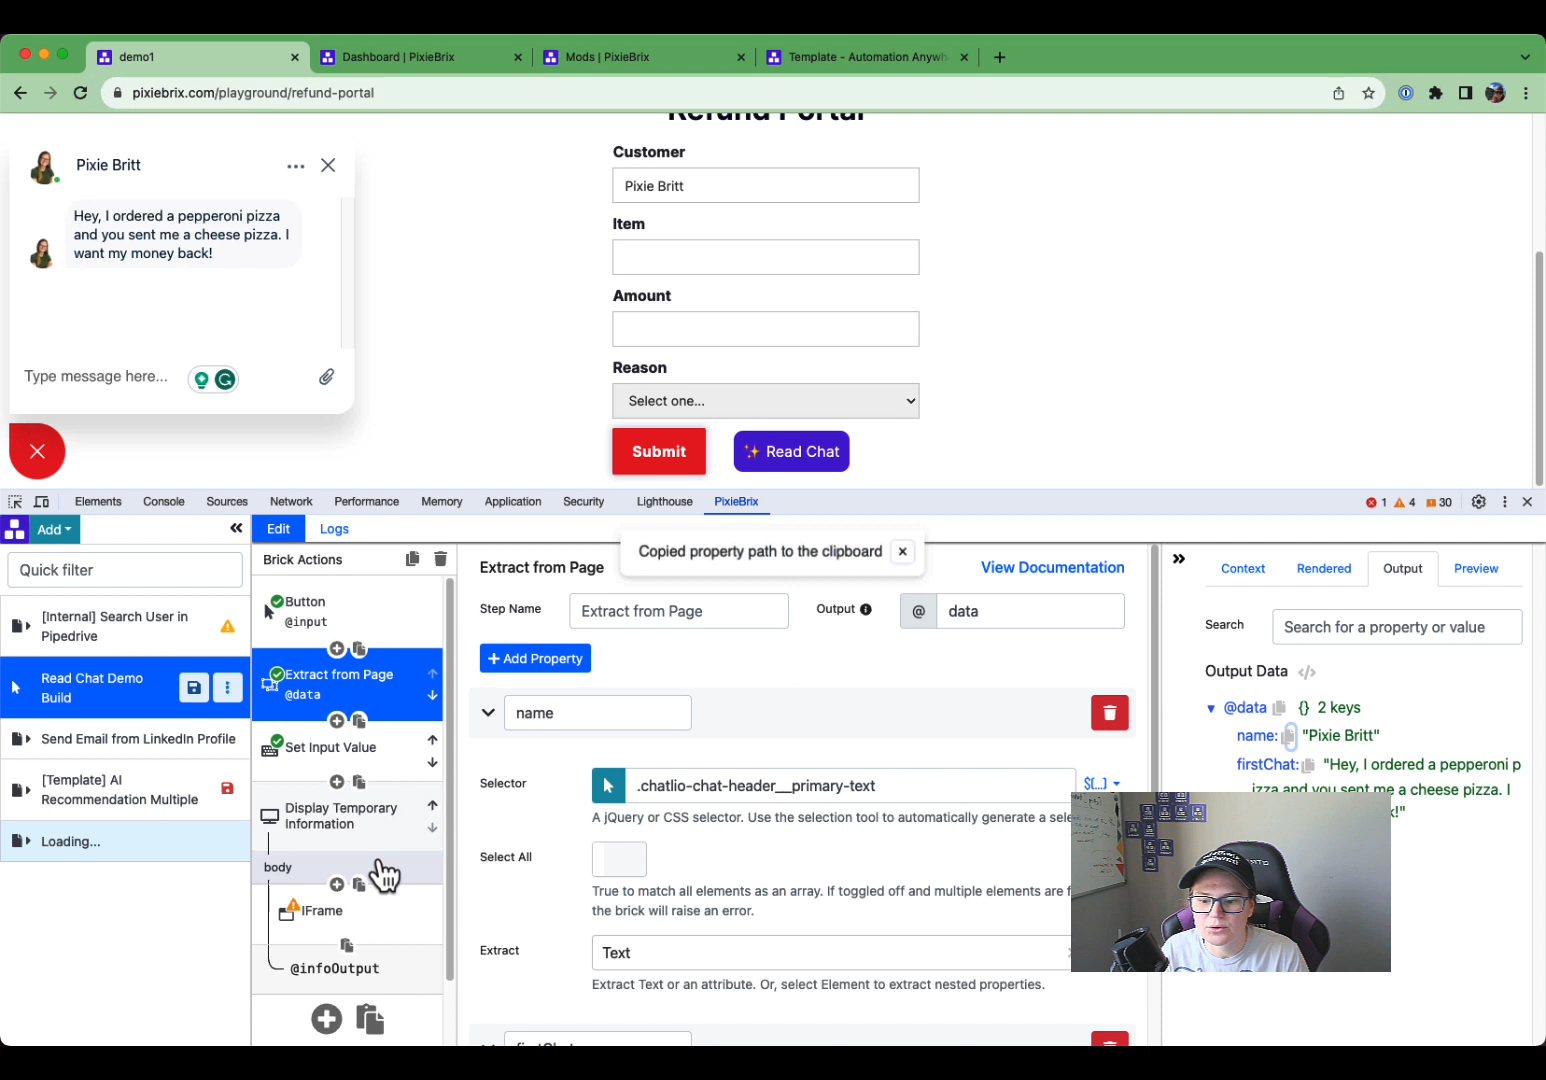 demo1
Dashboard | PixieBrix
Mods | PixieBrix
Template - Automation Anywh
pixiebrix.com/playground/refund-portal
Refund Portal
Pixie Britt
Hey, I ordered a pepperoni pizza
and you sent me a cheese pizza. I
want my money back!
Type message here...
Customer
Pixie Britt
Item
Amount
Reason
Select one...
Submit
✨ Read Chat
Elements Console Sources Network Performance Memory Application Security Lighthouse PixieBrix
1 4 30
Add
Edit
Logs
Copied property path to the clipboard
Quick filter
[Internal] Search User in
Pipedrive
Read Chat Demo
Build
Send Email from LinkedIn Profile
[Template] AI
Recommendation Multiple
Loading...
Brick Actions
Button
@input
Extract from Page
@data
Set Input Value
Display Temporary
Information
body
IFrame
@infoOutput
Extract from Page
View Documentation
Step Name
Extract from Page
Output
@ data
+ Add Property
name
Selector
.chatlio-chat-header__primary-text
${...}
A jQuery or CSS selector. Use the selection tool to automatically generate a sele
Select All
True to match all elements as an array. If toggled off and multiple elements are f
the brick will raise an error.
Extract
Text
Extract Text or an attribute. Or, select Element to extract nested properties.
Context
Rendered
Output
Preview
Search
Search for a property or value
Output Data </>
@data {} 2 keys
name: "Pixie Britt"
firstChat: "Hey, I ordered a pepperoni p
izza and you sent me a cheese pizza. I
k!"